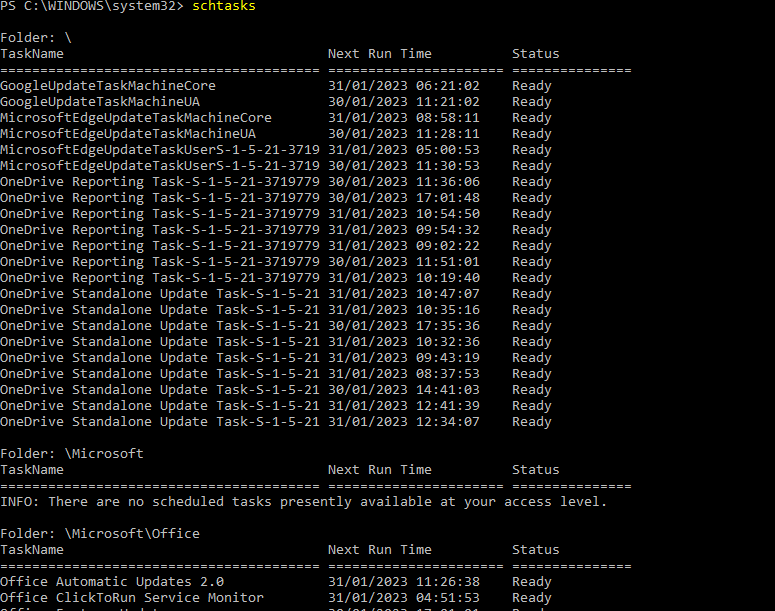 PS C:\WINDOWS\system32> schtasks
Folder: \
TaskName Next Run Time Status
======================================== ====================== ===============
GoogleUpdateTaskMachineCore 31/01/2023 06:21:02 Ready
GoogleUpdateTaskMachineUA 30/01/2023 11:21:02 Ready
MicrosoftEdgeUpdateTaskMachineCore 31/01/2023 08:58:11 Ready
MicrosoftEdgeUpdateTaskMachineUA 30/01/2023 11:28:11 Ready
MicrosoftEdgeUpdateTaskUserS-1-5-21-3719 31/01/2023 05:00:53 Ready
MicrosoftEdgeUpdateTaskUserS-1-5-21-3719 30/01/2023 11:30:53 Ready
OneDrive Reporting Task-S-1-5-21-3719779 30/01/2023 11:36:06 Ready
OneDrive Reporting Task-S-1-5-21-3719779 30/01/2023 17:01:48 Ready
OneDrive Reporting Task-S-1-5-21-3719779 31/01/2023 10:54:50 Ready
OneDrive Reporting Task-S-1-5-21-3719779 31/01/2023 09:54:32 Ready
OneDrive Reporting Task-S-1-5-21-3719779 31/01/2023 09:02:22 Ready
OneDrive Reporting Task-S-1-5-21-3719779 30/01/2023 11:51:01 Ready
OneDrive Reporting Task-S-1-5-21-3719779 31/01/2023 10:19:40 Ready
OneDrive Standalone Update Task-S-1-5-21 31/01/2023 10:47:07 Ready
OneDrive Standalone Update Task-S-1-5-21 31/01/2023 10:35:16 Ready
OneDrive Standalone Update Task-S-1-5-21 30/01/2023 17:35:36 Ready
OneDrive Standalone Update Task-S-1-5-21 31/01/2023 10:32:36 Ready
OneDrive Standalone Update Task-S-1-5-21 31/01/2023 09:43:19 Ready
OneDrive Standalone Update Task-S-1-5-21 31/01/2023 08:37:53 Ready
OneDrive Standalone Update Task-S-1-5-21 30/01/2023 14:41:03 Ready
OneDrive Standalone Update Task-S-1-5-21 31/01/2023 12:41:39 Ready
OneDrive Standalone Update Task-S-1-5-21 31/01/2023 12:34:07 Ready
Folder: \Microsoft
TaskName Next Run Time Status
======================================== ====================== ===============
INFO: There are no scheduled tasks presently available at your access level.
Folder: \Microsoft\Office
TaskName Next Run Time Status
======================================== ====================== ===============
Office Automatic Updates 2.0 31/01/2023 11:26:38 Ready
Office ClickToRun Service Monitor 31/01/2023 04:51:53 Ready